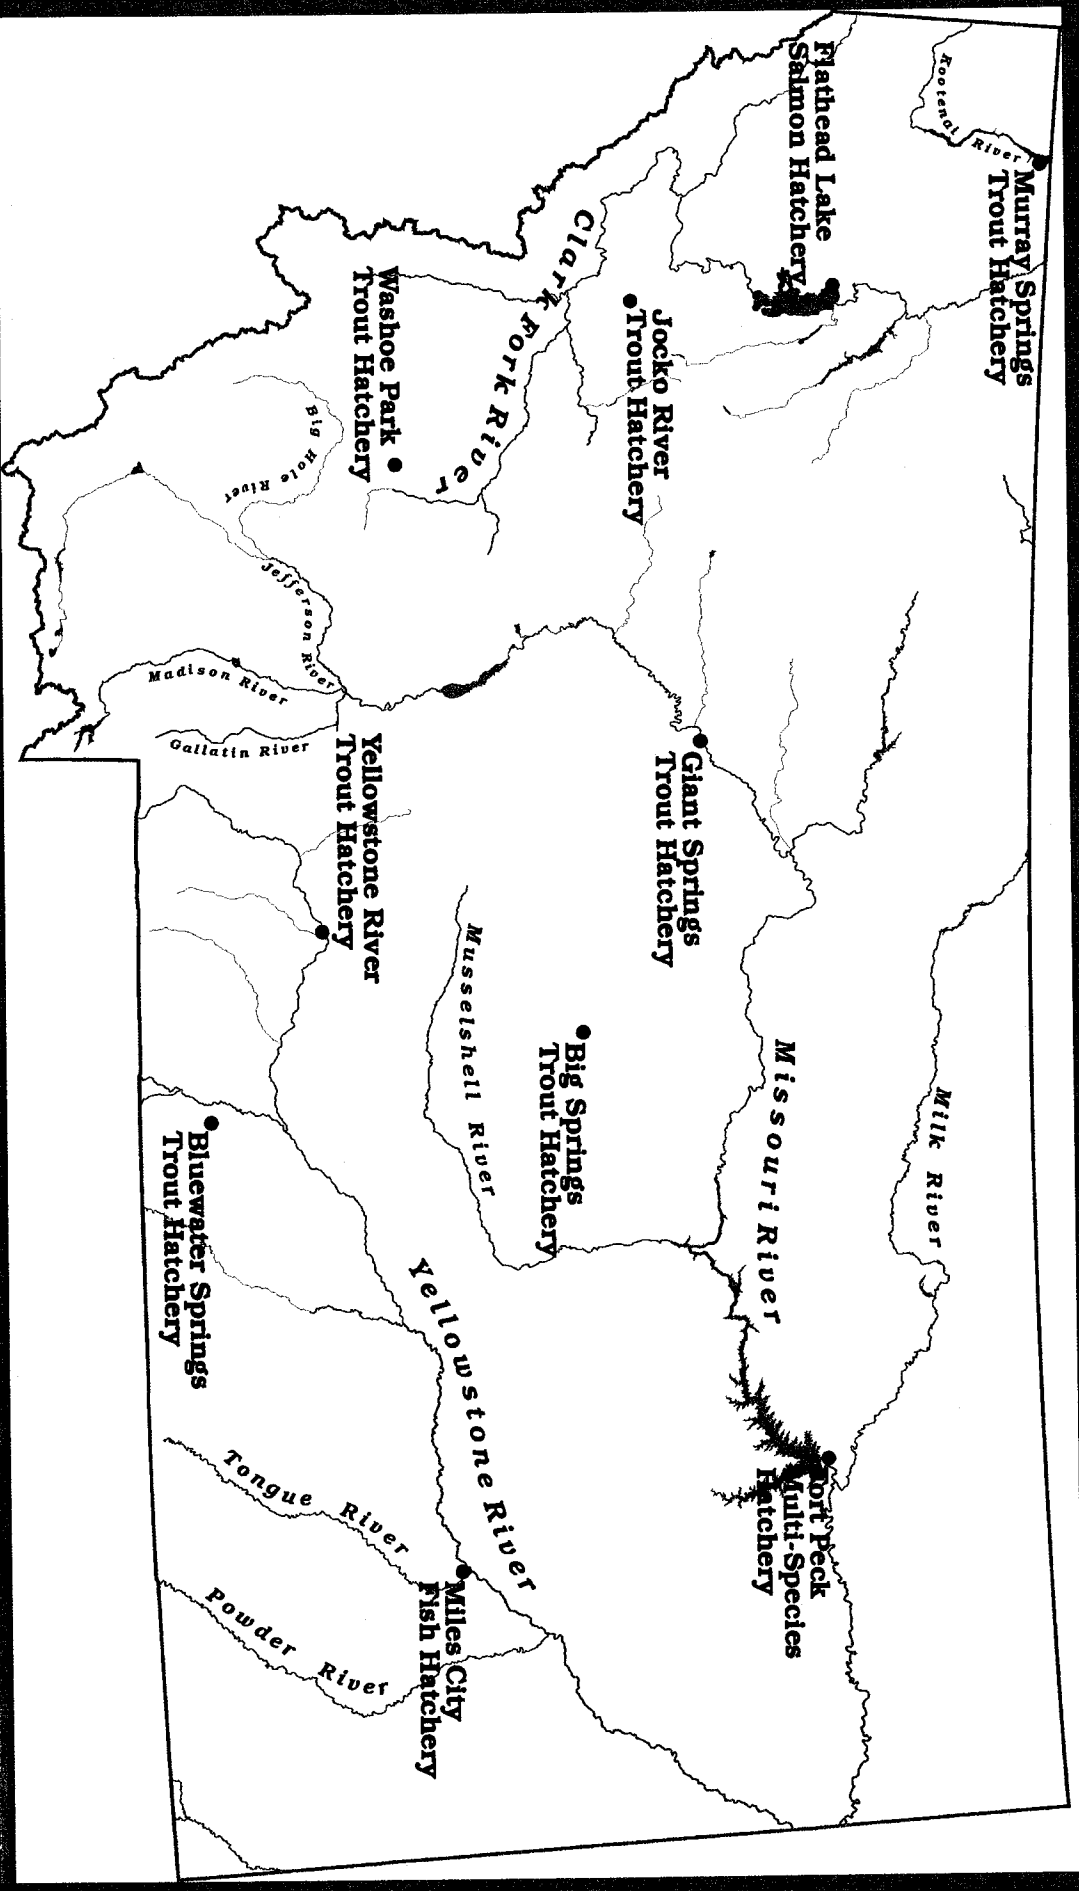 Kootenai River
Murray Springs
Trout Hatchery
Flathead Lake
Salmon Hatchery
Clark Fork River
Jocko River
Trout Hatchery
Washoe Park
Trout Hatchery
Big Hole River
Jefferson River
Madison River
Gallatin River
Giant Springs
Trout Hatchery
Yellowstone River
Trout Hatchery
Milk River
Missouri River
Musselshell River
Big Springs
Trout Hatchery
Bluewater Springs
Trout Hatchery
Yellowstone River
Fort Peck
Multi-Species
Hatchery
Tongue River
Miles City
Fish Hatchery
Powder River